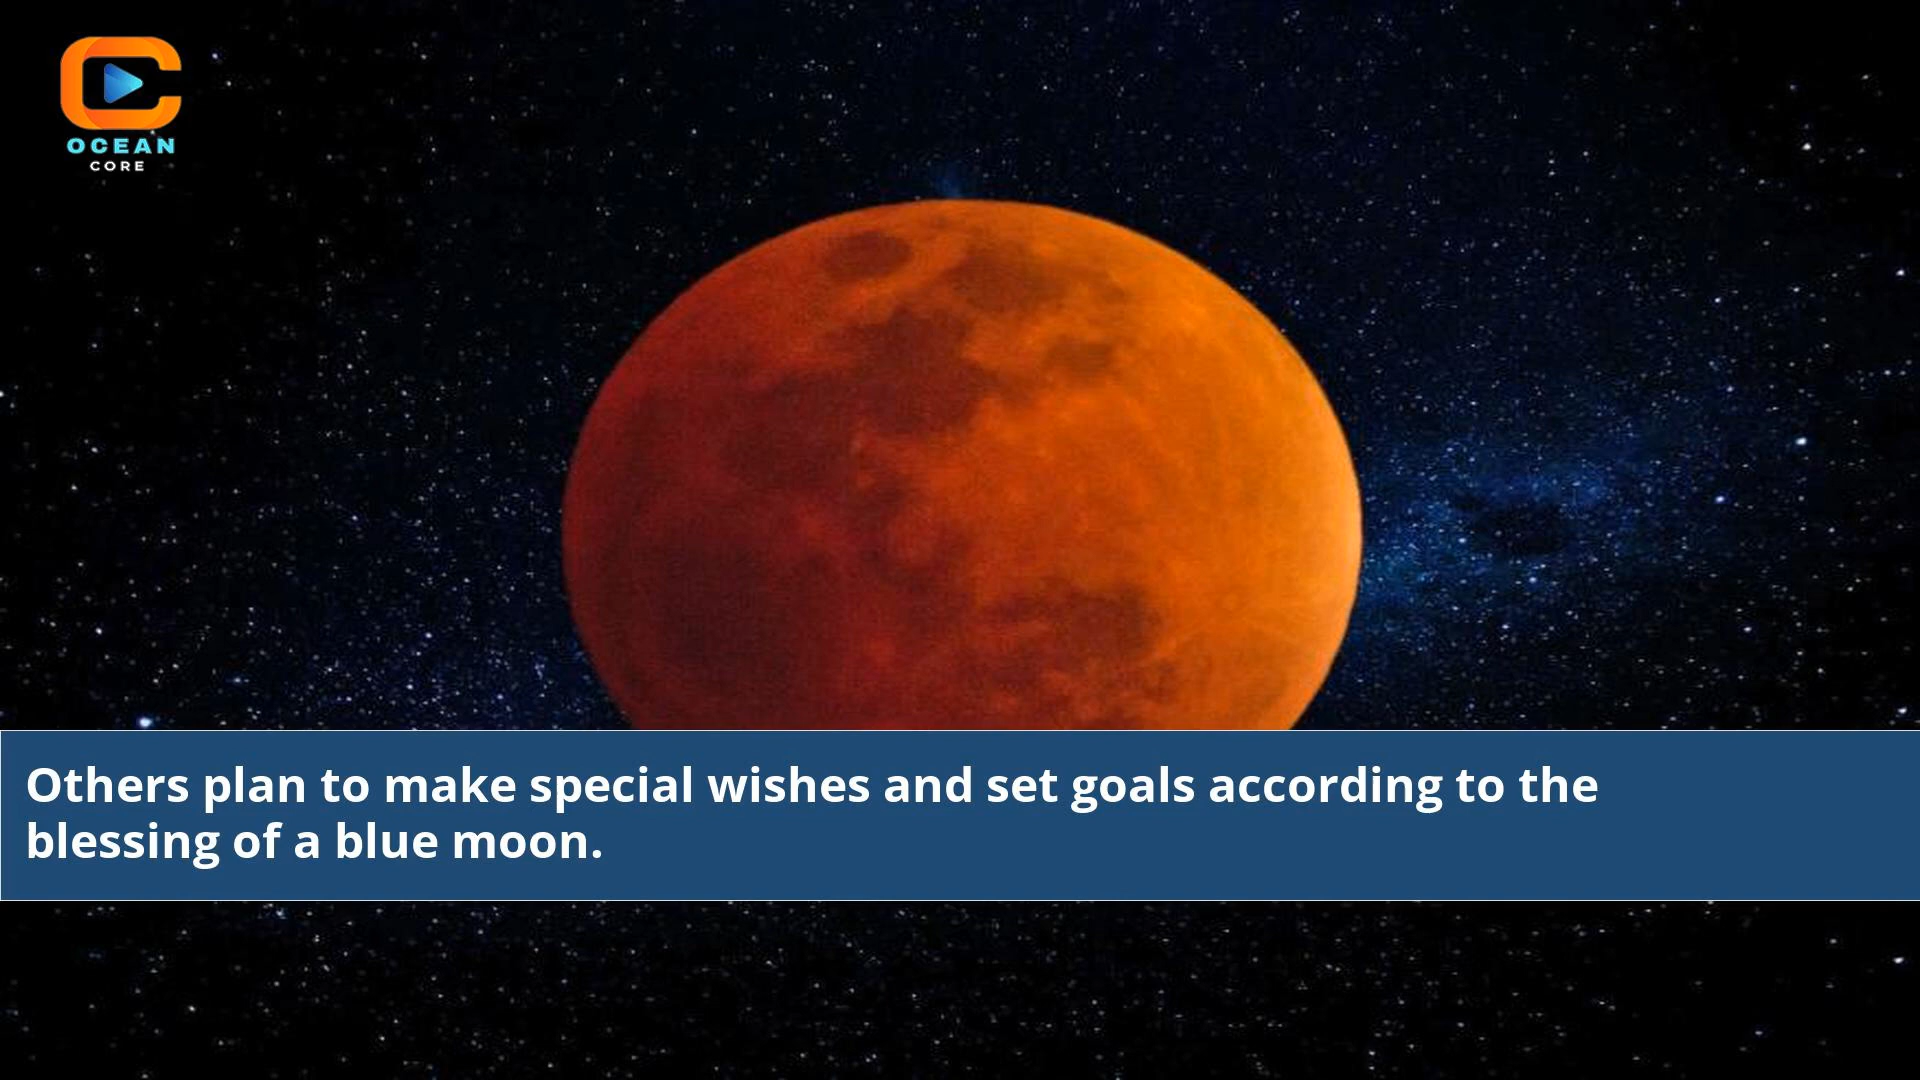 OCEAN
CORE
Others plan to make special wishes and set goals according to the
blessing of a blue moon.